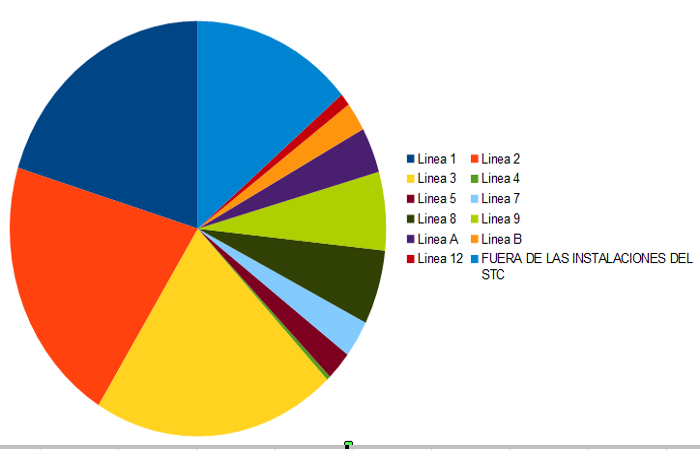 Linea 1 Linea 2
Linea 3 Linea 4
Linea 5 Linea 7
Linea 8 Linea 9
Linea A Linea B
Linea 12 FUERA DE LAS INSTALACIONES DEL
STC